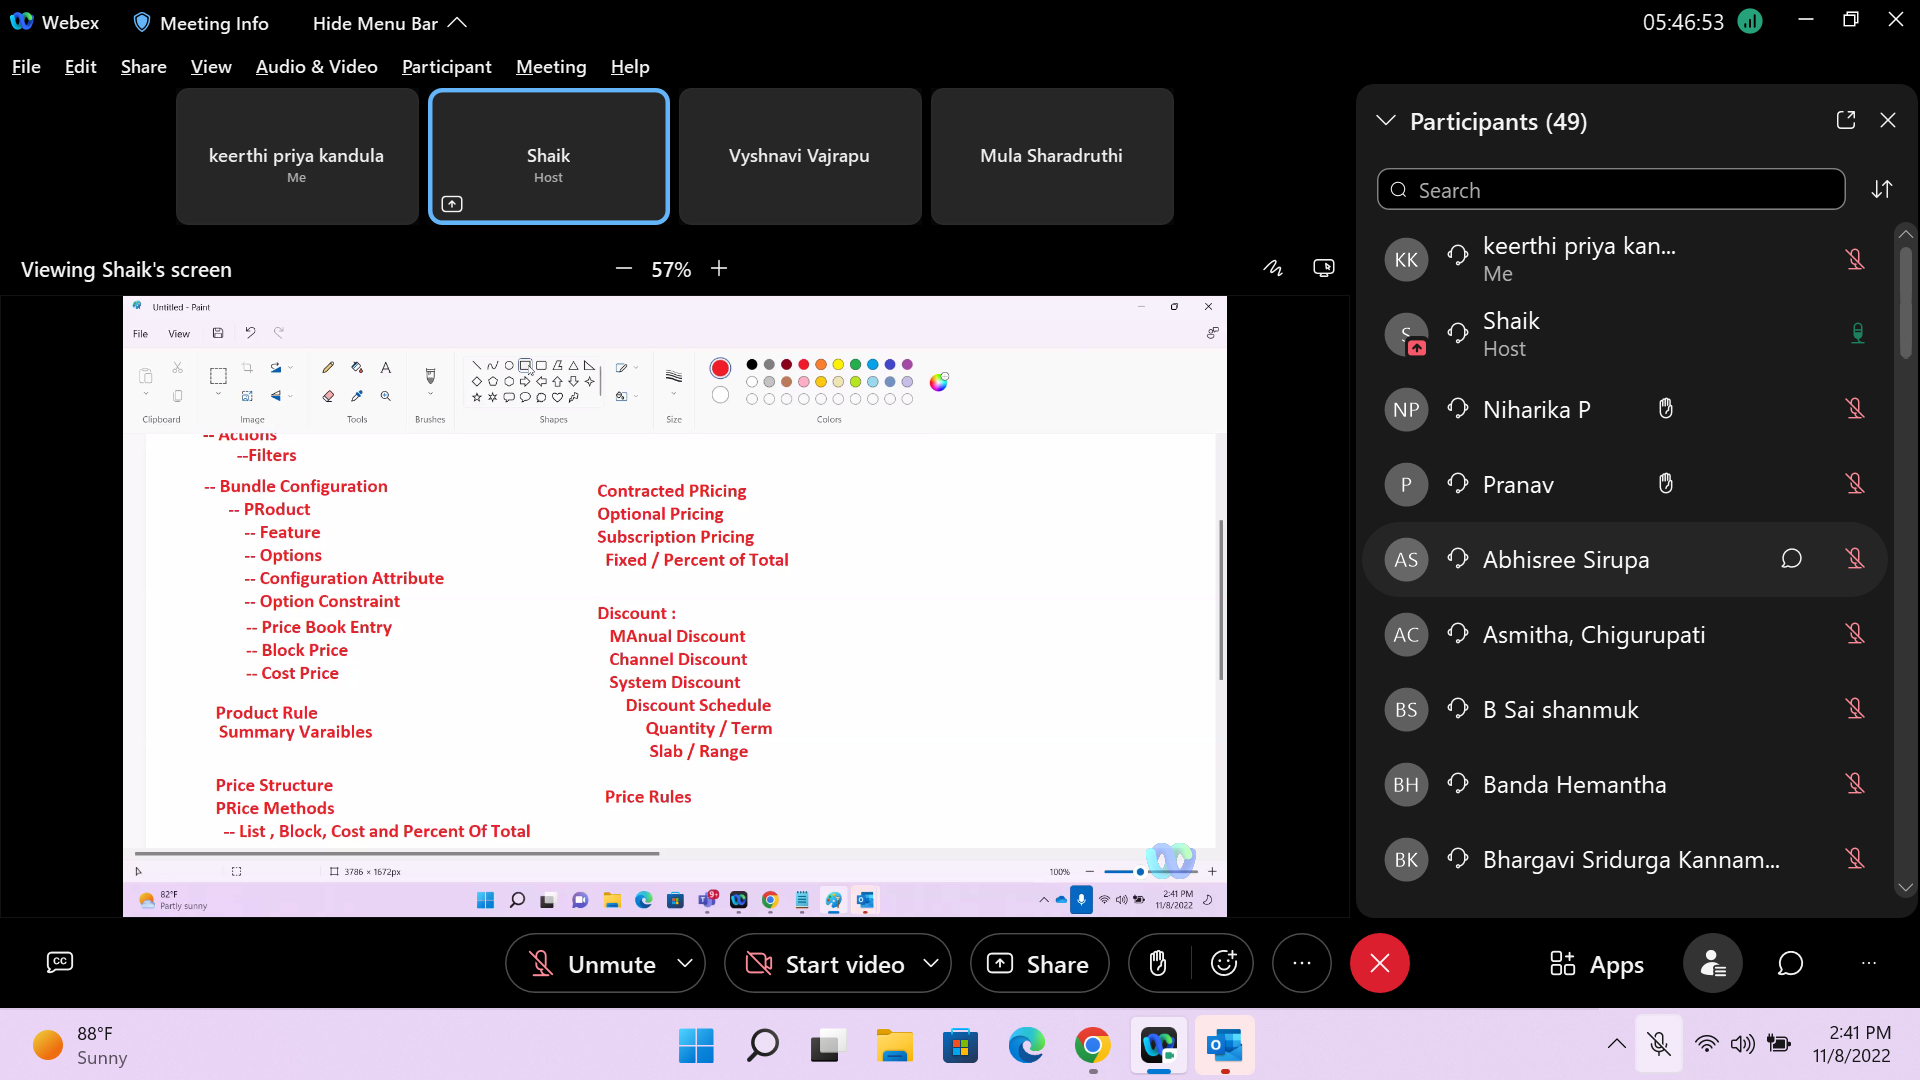 Webex
Meeting Info
Hide Menu Bar
05:46:53
File Edit Share View Audio & Video Participant Meeting Help
keerthi priya kandula
Me
Shaik
Host
Vyshnavi Vajrapu
Mula Sharadruthi
Viewing Shaik's screen
57%
Untitled - Paint
File View
Clipboard
Image
Tools
Brushes
Shapes
Size
Colors
-- Actions
--Filters
-- Bundle Configuration
-- PRoduct
-- Feature
-- Options
-- Configuration Attribute
-- Option Constraint
-- Price Book Entry
-- Block Price
-- Cost Price
Product Rule
Summary Varaibles
Price Structure
PRice Methods
-- List , Block, Cost and Percent Of Total
Contracted PRicing
Optional Pricing
Subscription Pricing
Fixed / Percent of Total
Discount :
MAnual Discount
Channel Discount
System Discount
Discount Schedule
Quantity / Term
Slab / Range
Price Rules
3786 × 1672px
100%
82°F
Partly sunny
9+
2:41 PM
11/8/2022
Participants (49)
Search
KK
keerthi priya kan...
Me
S
Shaik
Host
NP
Niharika P
P
Pranav
AS
Abhisree Sirupa
AC
Asmitha, Chigurupati
BS
B Sai shanmuk
BH
Banda Hemantha
BK
Bhargavi Sridurga Kannam...
CC
Unmute
Start video
Share
Apps
88°F
Sunny
2:41 PM
11/8/2022